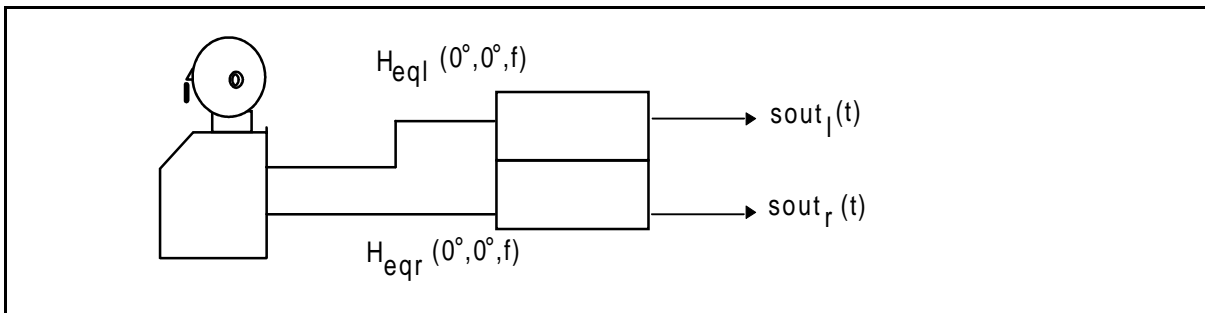 H_eql (0°,0°,f)
sout_l(t)
sout_r (t)
H_eqr (0°,0°,f)